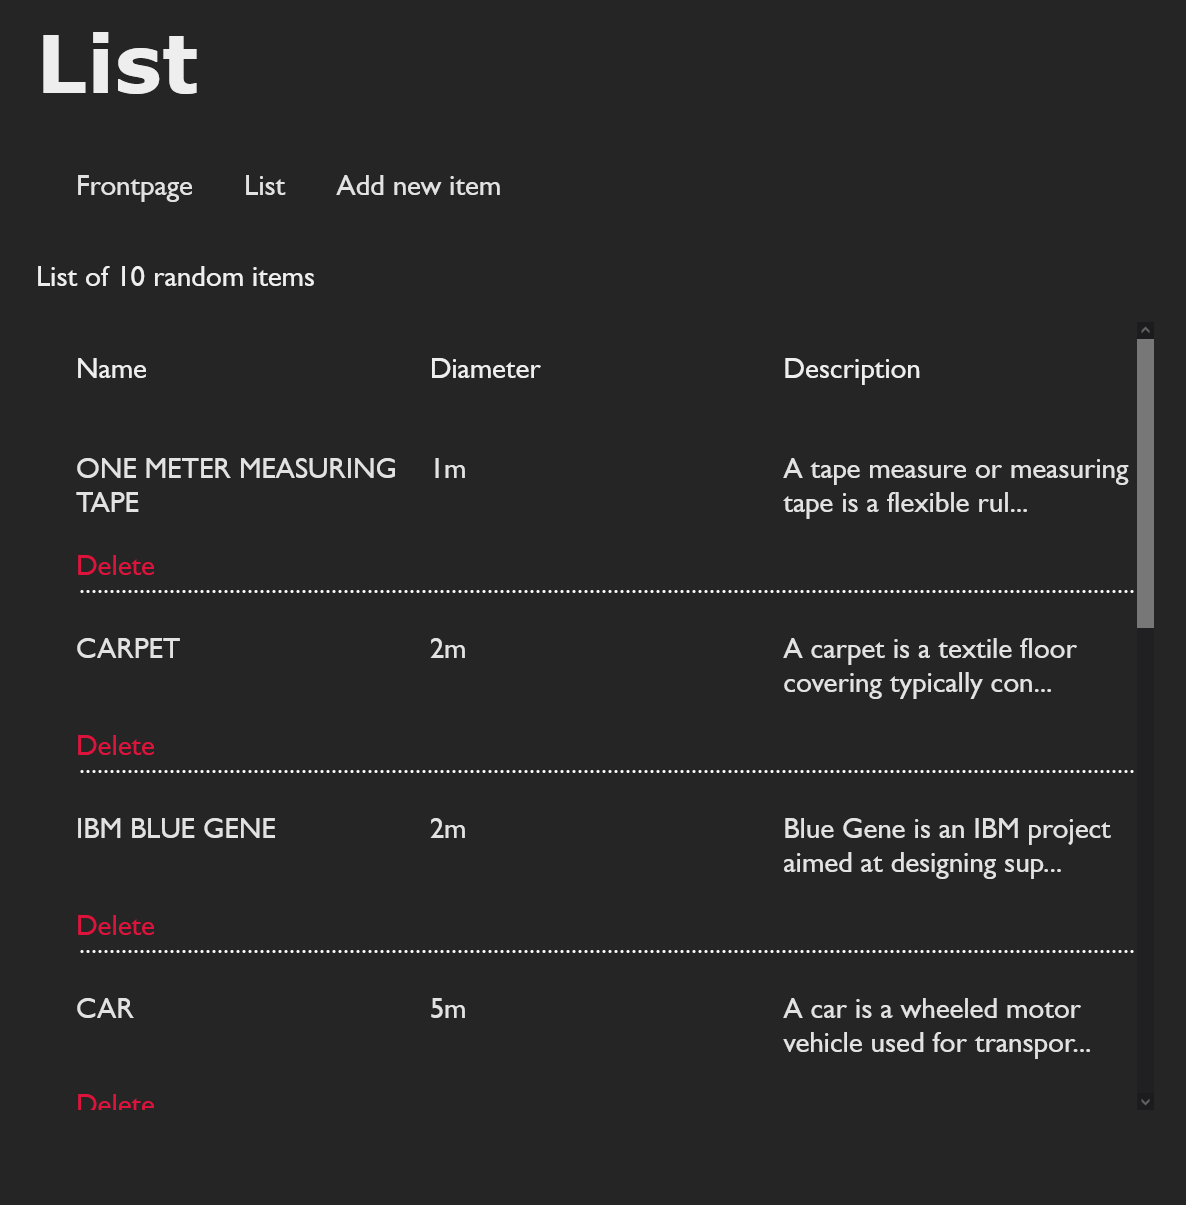 List
Frontpage List Add new item
List of 10 random items
Name Diameter Description
ONE METER MEASURING 1m A tape measure or measuring
TAPE tape is a flexible rul...
Delete
CARPET 2m A carpet is a textile floor
covering typically con...
Delete
IBM BLUE GENE 2m Blue Gene is an IBM project
aimed at designing sup...
Delete
CAR 5m A car is a wheeled motor
vehicle used for transpor...
Delete